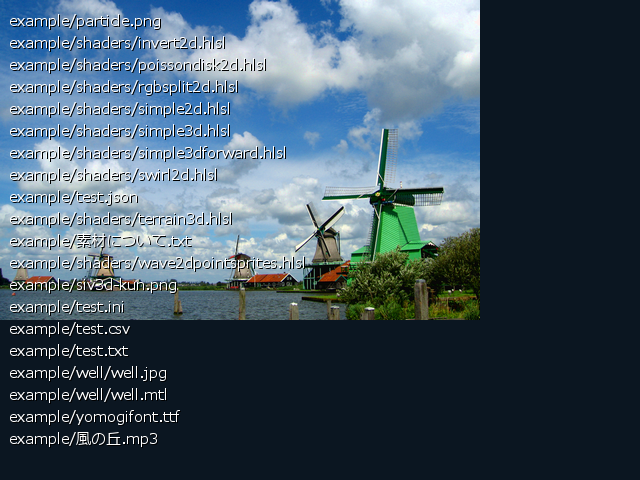 example/particle.png
example/shaders/invert2d.hlsl
example/shaders/poissondisk2d.hlsl
example/shaders/rgbsplit2d.hlsl
example/shaders/simple2d.hlsl
example/shaders/simple3d.hlsl
example/shaders/simple3dforward.hlsl
example/shaders/swirl2d.hlsl
example/test.json
example/shaders/terrain3d.hlsl
example/素材について.txt
example/shaders/wave2dpointsprites.hlsl
example/siv3d-kun.png
example/test.ini
example/test.csv
example/test.txt
example/well/well.jpg
example/well/well.mtl
example/yomogifont.ttf
example/風の丘.mp3